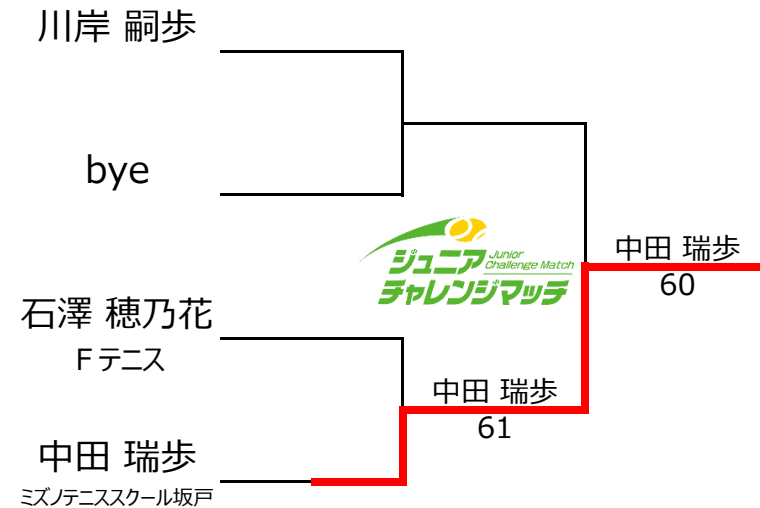 川岸 嗣歩
bye
ジュニア Junior Challenge Match
チャレンジマッチ
中田 瑞歩
60
石澤 穂乃花
Ｆテニス
中田 瑞歩
61
中田 瑞歩
ミズノテニススクール坂戸